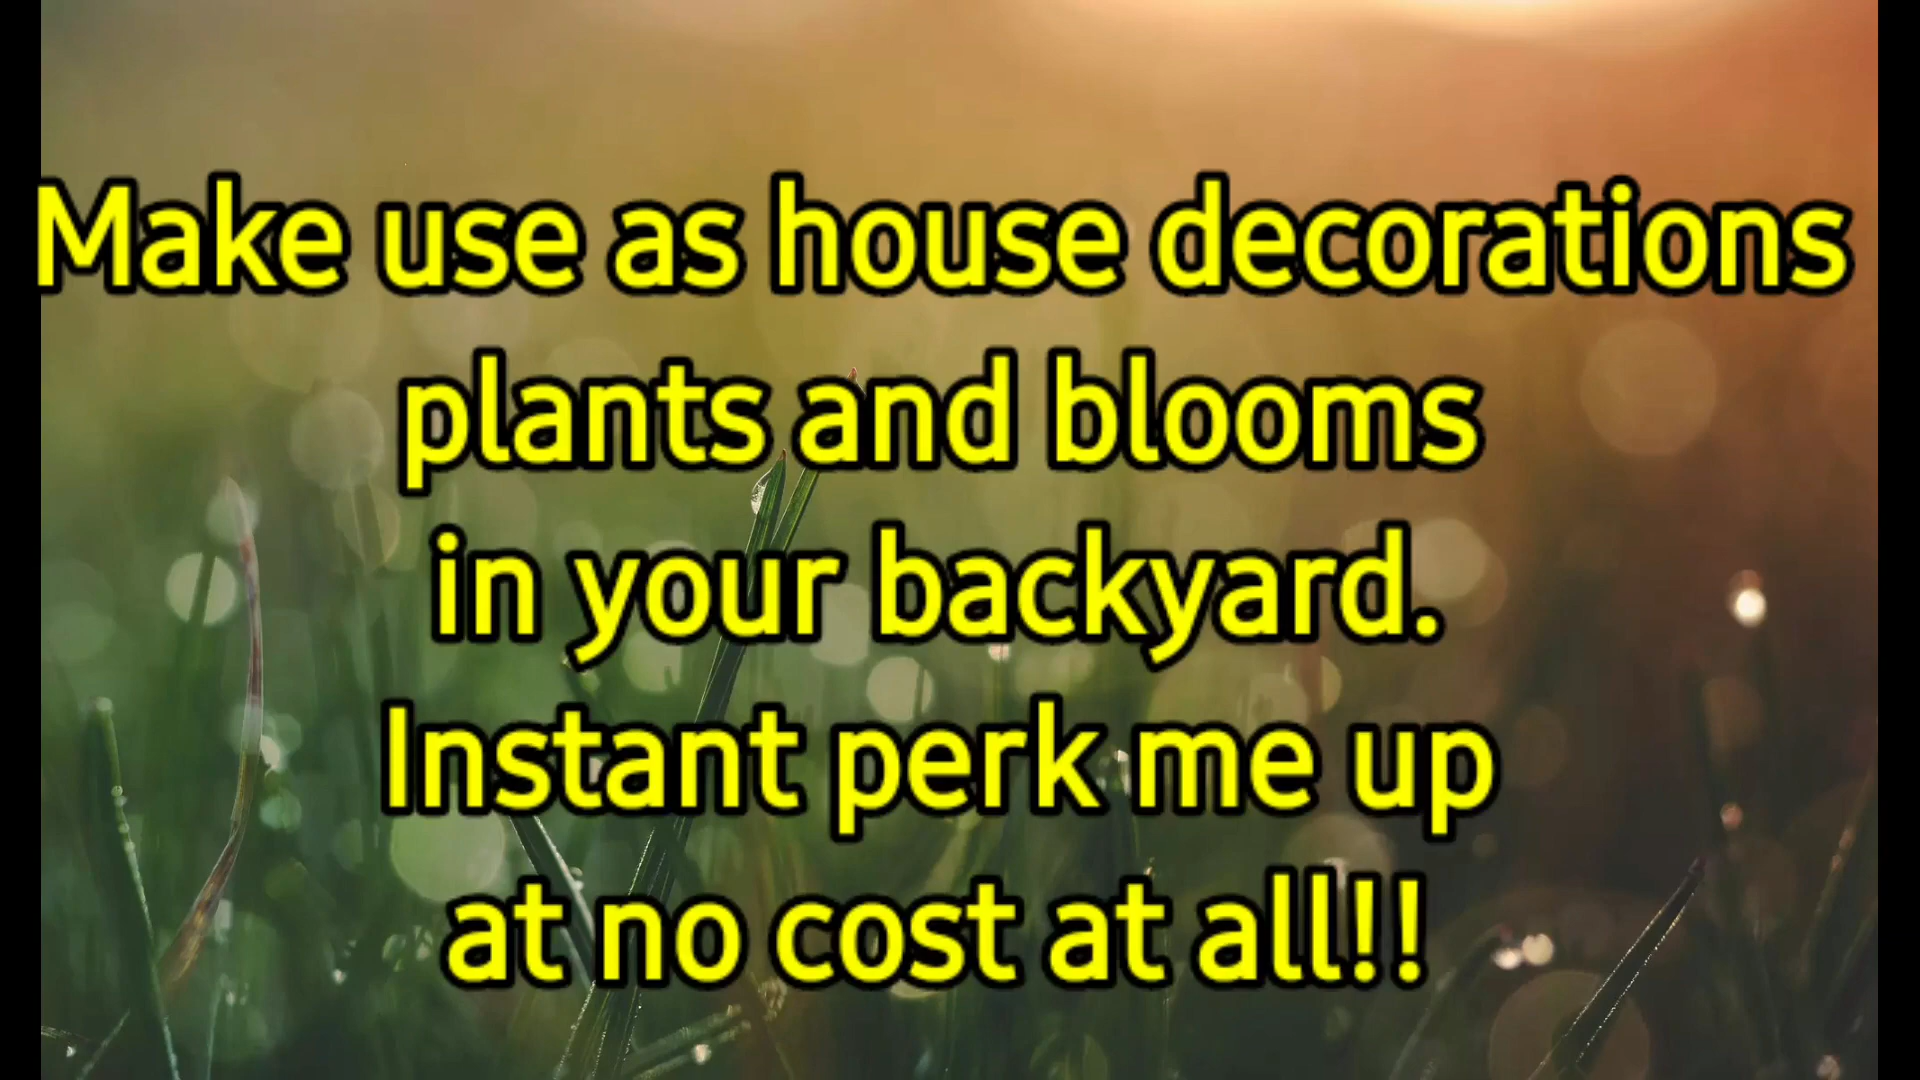 Make use as house decorations
plants and blooms
in your backyard.
Instant perk me up
at no cost at all!!